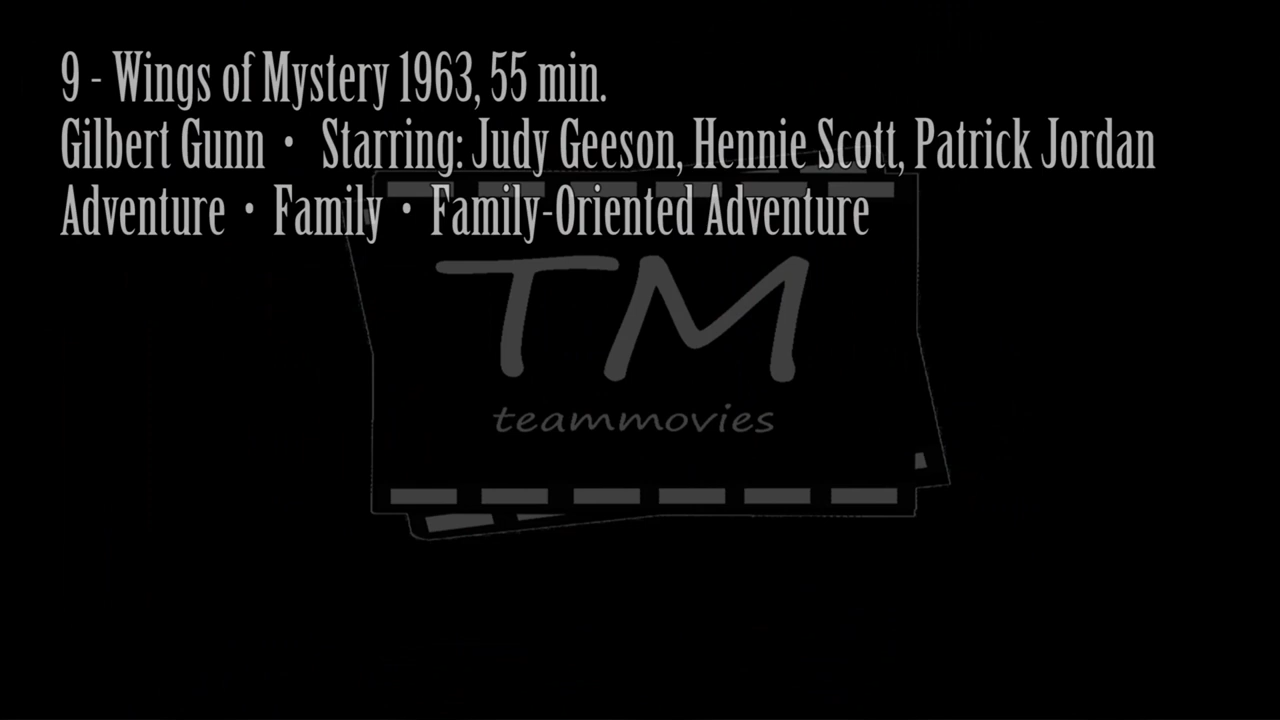 9 - Wings of Mystery 1963, 55 min.
Gilbert Gunn • Starring: Judy Geeson, Hennie Scott, Patrick Jordan
Adventure • Family • Family-Oriented Adventure
TM
teammovies